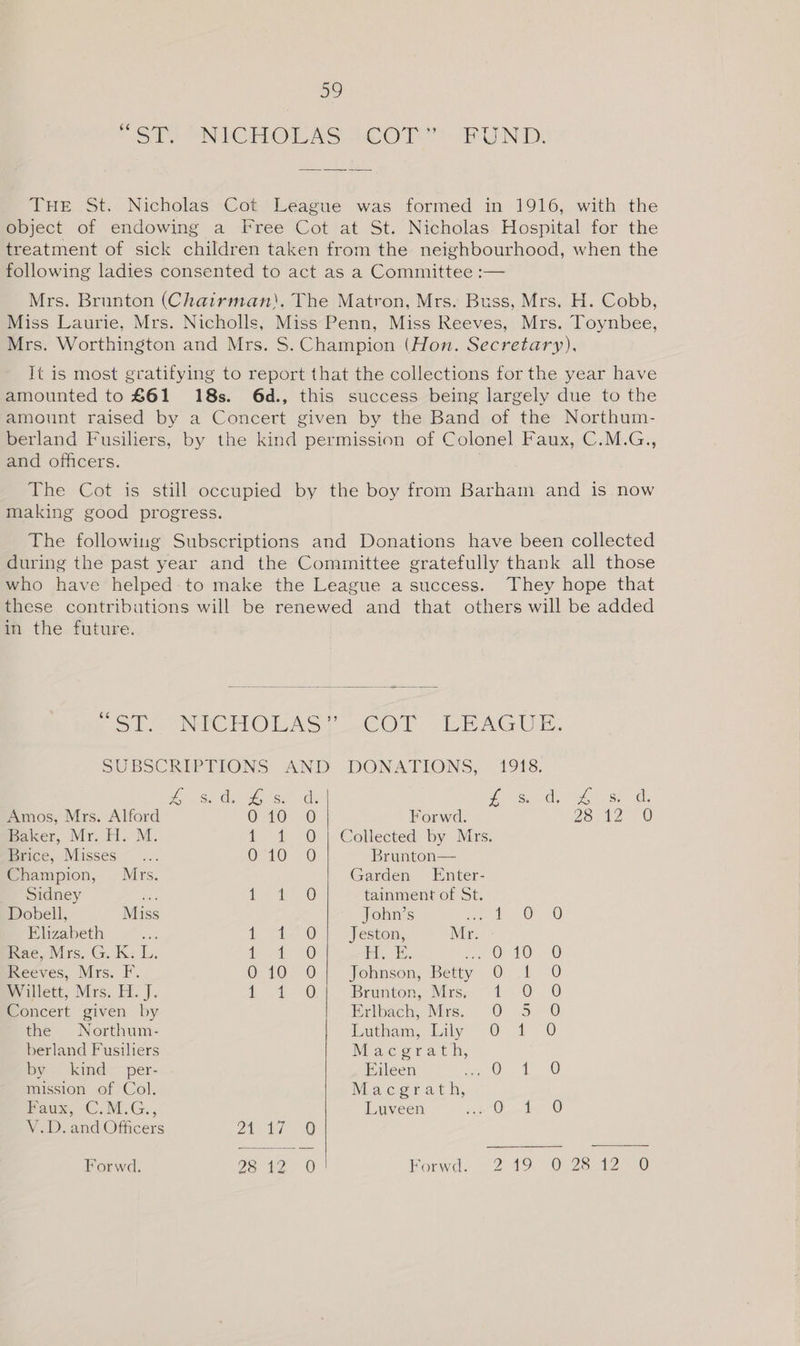 59
“ST. NICHOLAS COT” FUND.
THE St. Nicholas Cot League was formed in 1916, with the
object of endowing a Free Cot at St. Nicholas Hospital for the
treatment of sick children taken from the neighbourhood, when the
following ladies consented to act as a Committee :—
Mrs. Brunton (Chairman), The Matron, Mrs. Buss, Mrs. H. Cobb,
Miss Laurie, Mrs. Nicholls, Miss Penn, Miss Reeves, Mrs. Toynbee,
Mrs. Worthington and Mrs. S. Champion (Hon. Secretary).
It is most gratifying to report that the collections for the year have
amounted to £61 18s. 6d., this success being largely due to the
amount raised by a Concert given by the Band of the Northum-
berland Fusiliers, by the kind permission of Colonel Faux, C.M.G.,
and officers.
The Cot is still occupied by the boy from Barham and is now
making good progress.
The following Subscriptions and Donations have been collected
during the past year and the Committee gratefully thank all those
who have helped to make the League a success. They hope that
these contributions will be renewed and that others will be added
in the future.
“ST. NICHOLAS” COT LEAGUE.
SUBSCRIPTIONS AND DONATIONS, 1918.
£ s. d. £ s. d.
Amos, Mrs. Alford 0 10 0
Baker, Mr. H. M. 1 1 0
Brice, Misses ... 0 10 0
Champion, Mrs.
Sidney ... 1 1 0
Dobell, Miss
Elizabeth ... 1 1 0
Rae, Mrs. G. K. L. 1 1 0
Reeves, Mrs. F. 0 10 0
Willett, Mrs. H. J. 1 1 0
Concert given by
the Northum-
berland Fusiliers
by kind per-
mission of Col.
Faux, C.M.G.,
V.D. and Officers 21 17 0
Forwd. 28 12 0
£ s. d. £ s. d.
Forwd. 28 12 0
Collected by Mrs.
Brunton—
Garden Enter-
tainment of St.
John's ... 1 0 0
Jeston, Mr.
H. E. ... 0 10 0
Johnson, Betty 0 1 0
Brunton, Mrs. 1 0 0
Erlbach, Mrs. 0 5 0
Lutham, Lily 0 1 0
Macgrath,
Eileen ... 0 1 0
Macgrath,
Luveen ... 0 1 0
Forwd. 2 19 0 28 12 0